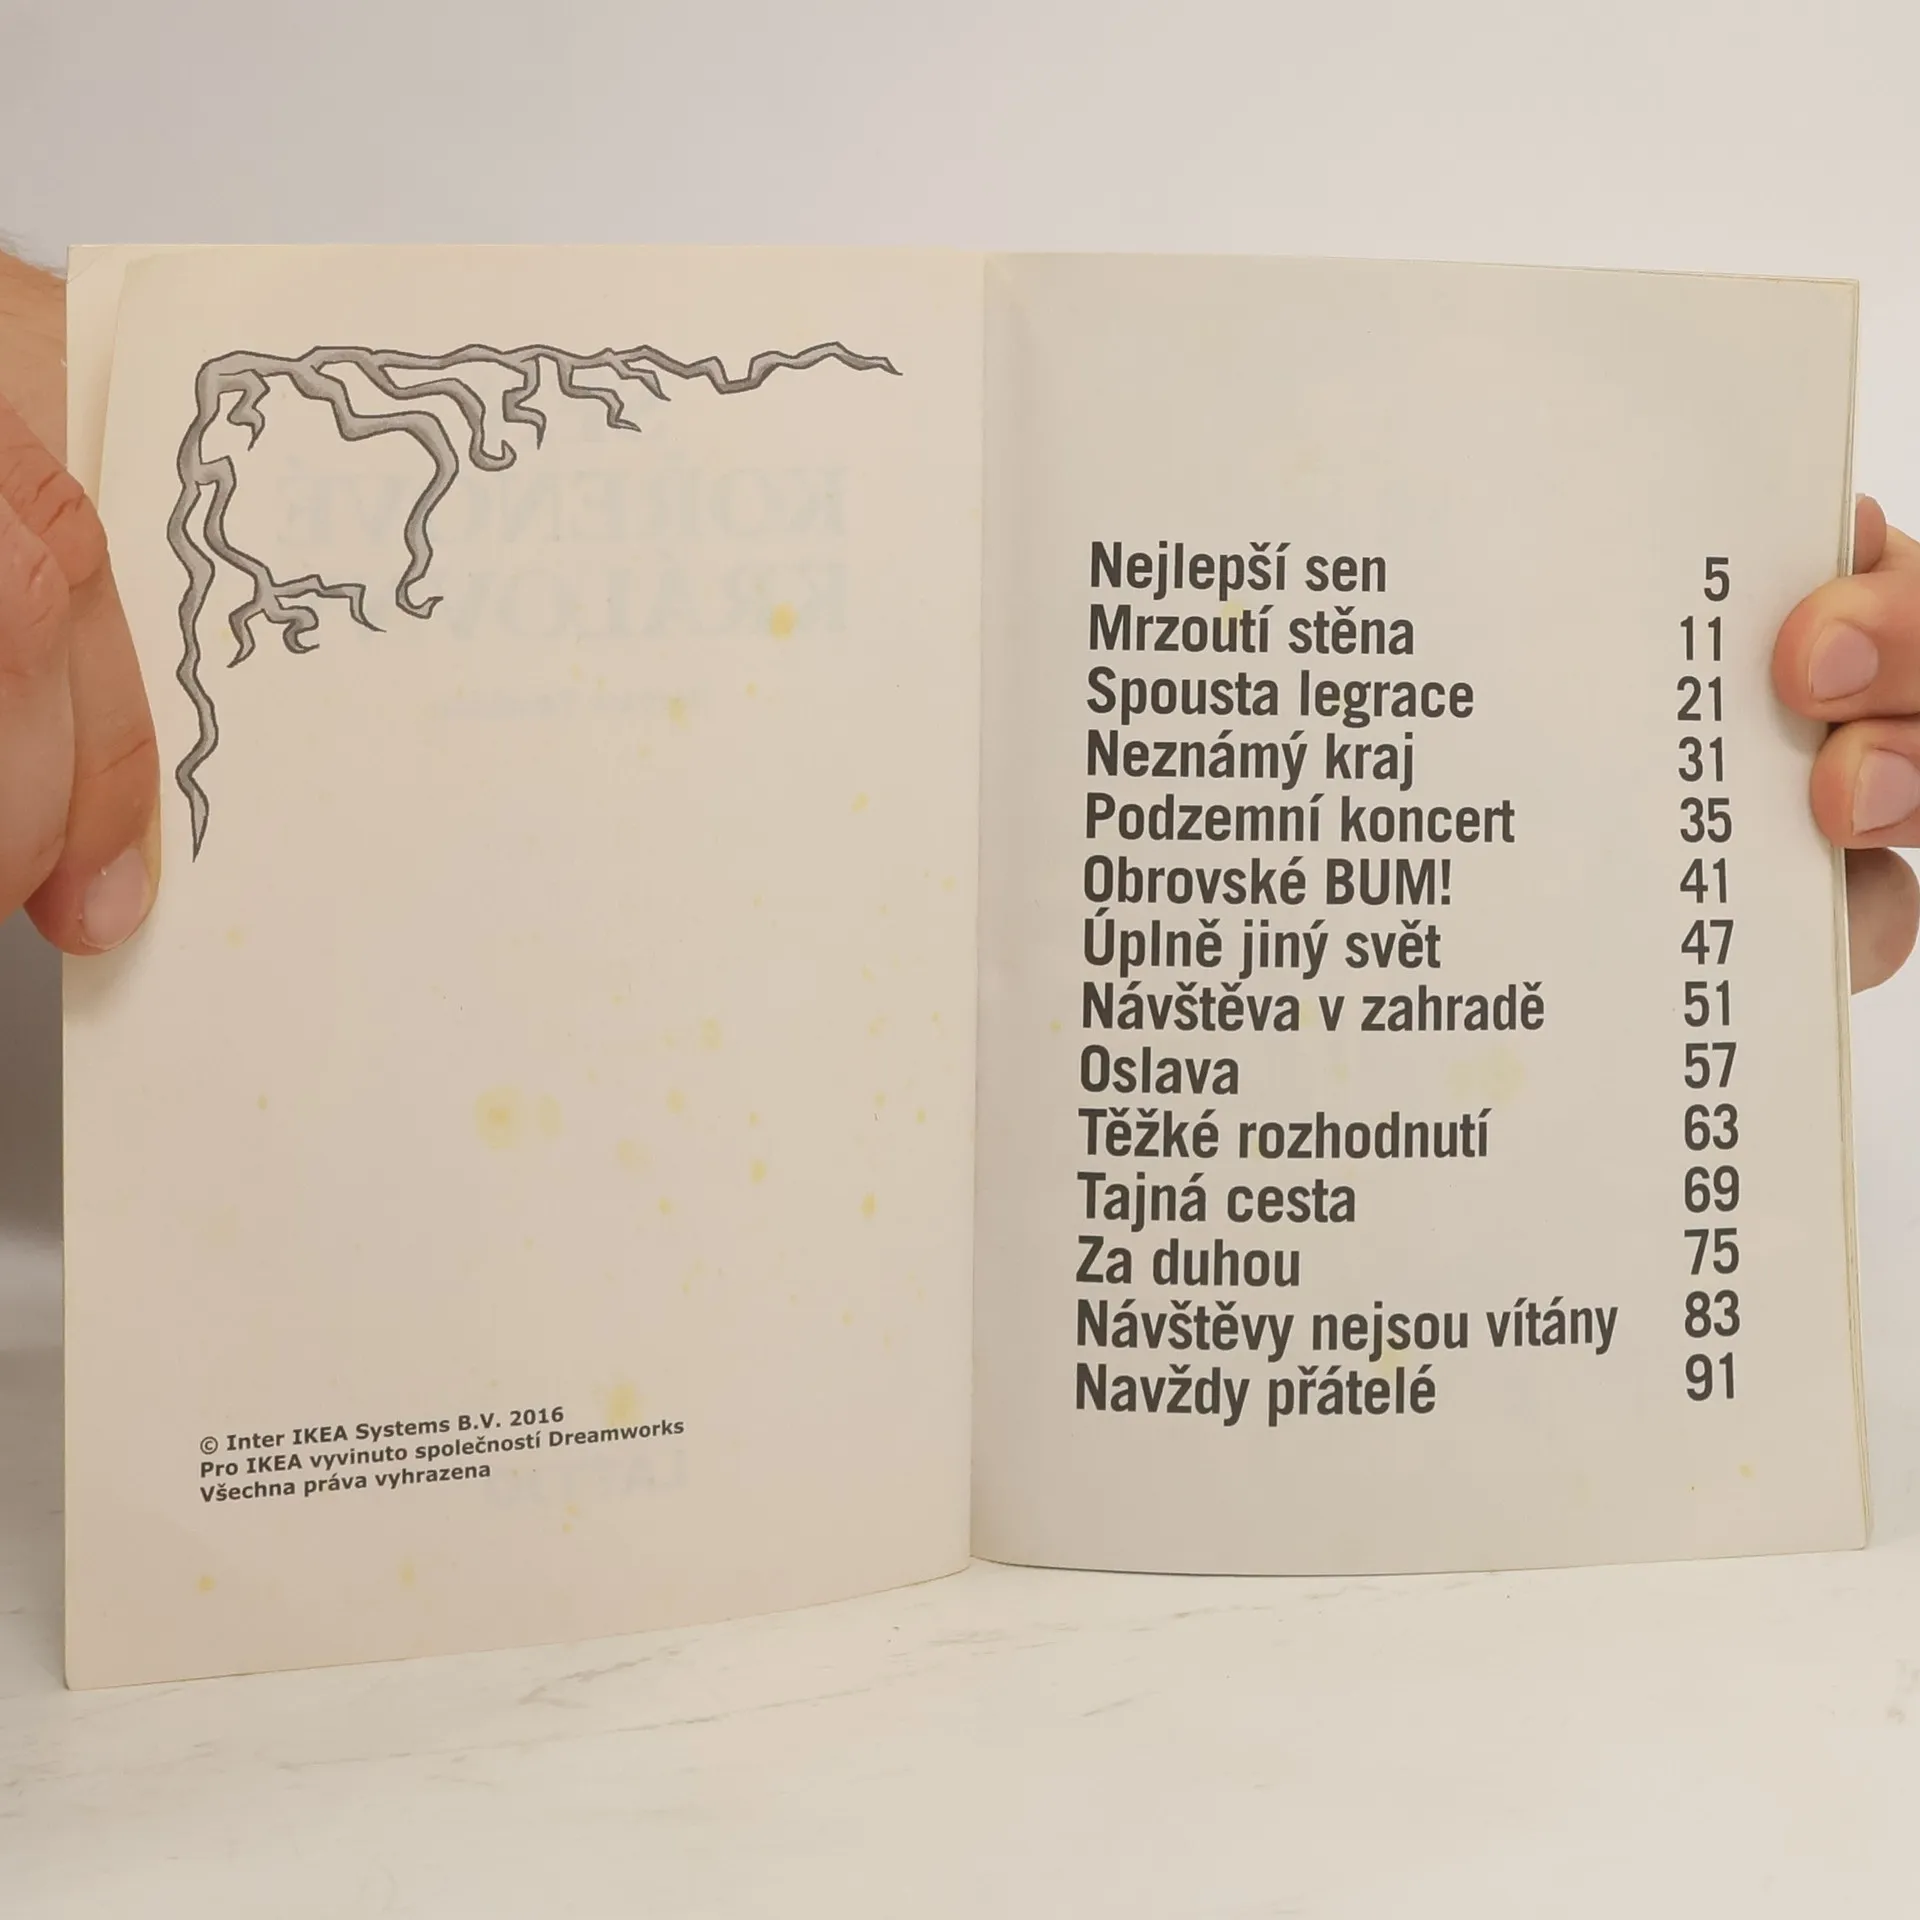 © Inter IKEA Systems B.V. 2016
Pro IKEA vyvinuto společností Dreamworks
Všechna práva vyhrazena
Nejlepší sen 5
Mrzoutí stěna 11
Spousta legrace 21
Neznámý kraj 31
Podzemní koncert 35
Obrovské BUM! 41
Úplně jiný svět 47
Návštěva v zahradě 51
Oslava 57
Těžké rozhodnutí 63
Tajná cesta 69
Za duhou 75
Návštěvy nejsou vítány 83
Navždy přátelé 91